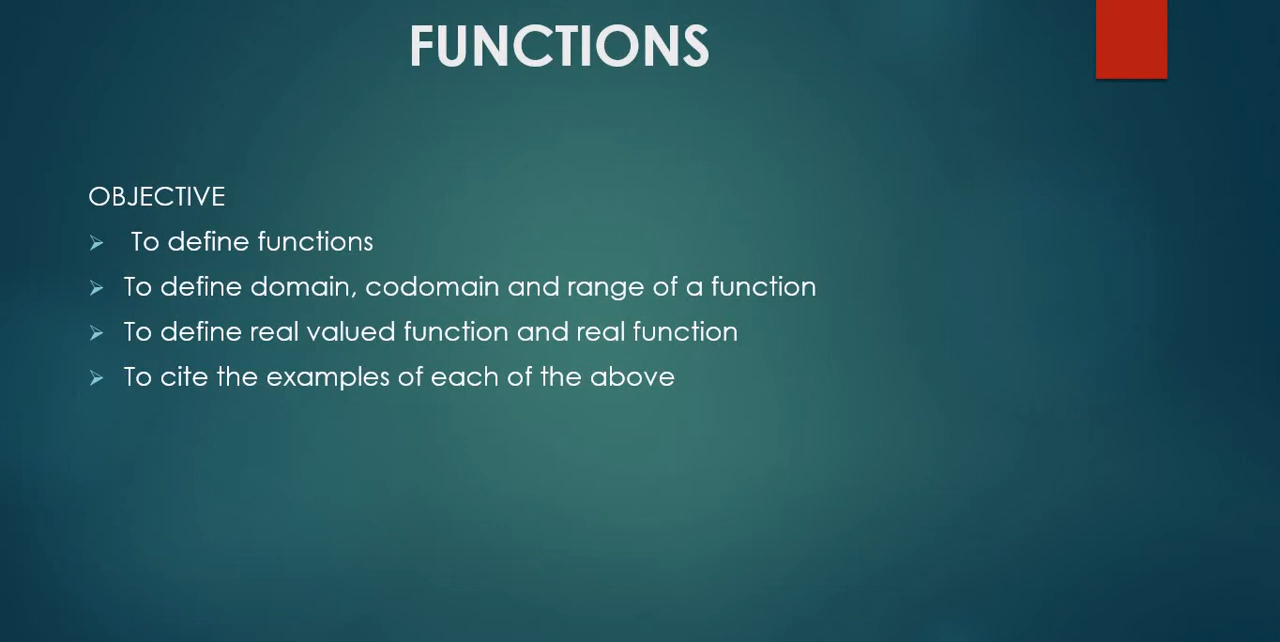 FUNCTIONS
OBJECTIVE
To define functions
To define domain, codomain and range of a function
To define real valued function and real function
To cite the examples of each of the above